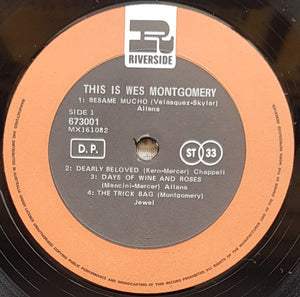 R
RIVERSIDE
THIS IS WES MONTGOMERY
1: BESAME MUCHO (Velasquez-Skylar)
Allans
SIDE 1
673001
MX161082
D.P.
ST 33
2: DEARLY BELOVED (Kern-Mercer) Chappell
3: DAYS OF WINE AND ROSES
(Mancini-Mercer) Allans
4: THE TRICK BAG (Montgomery)
Jewel